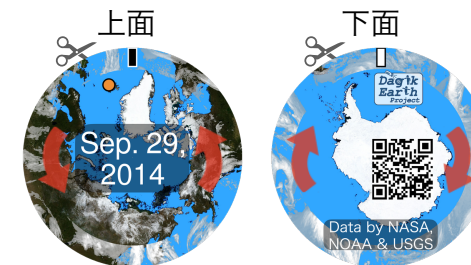 上面
下面
Sep. 29,
2014
Dagik
Earth
Project
Data by NASA,
NOAA & USGS